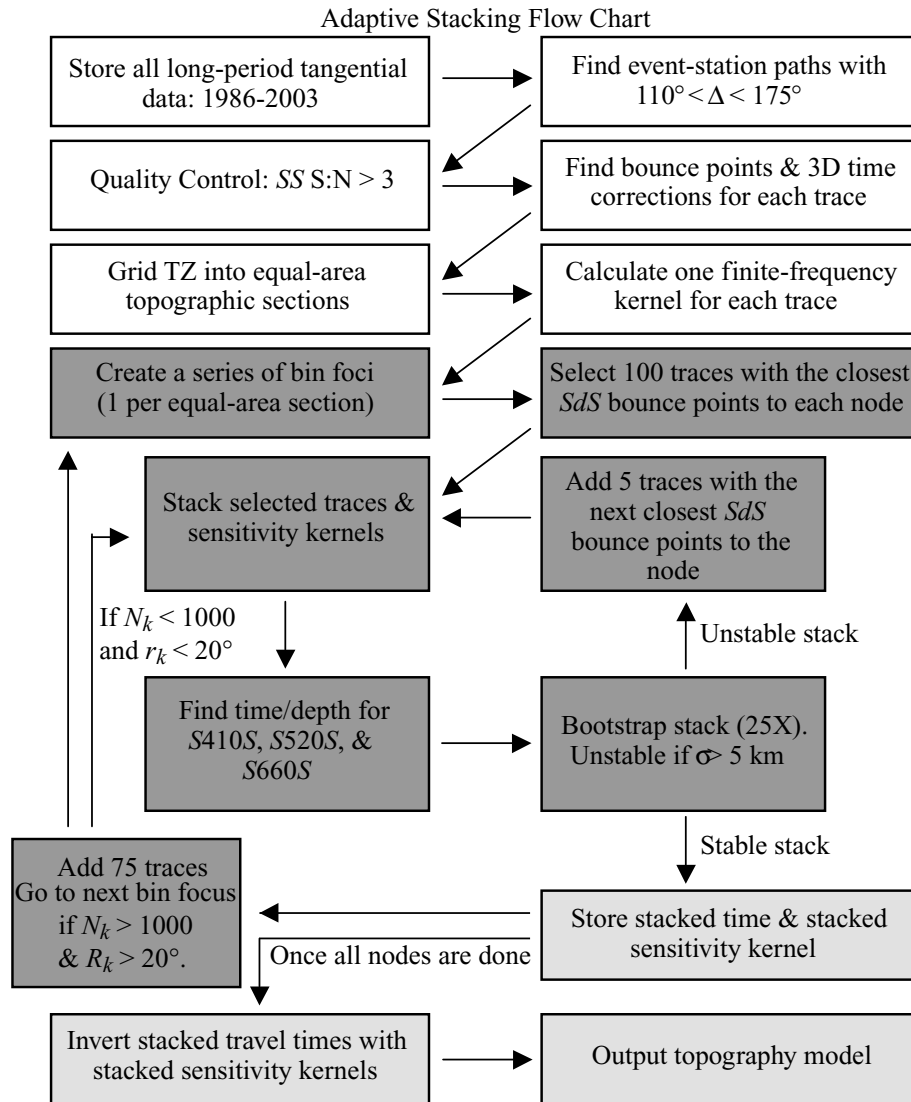 Adaptive Stacking Flow Chart
Store all long-period tangential
data: 1986-2003
Find event-station paths with
110° < Δ < 175°
Quality Control: SS S:N > 3
Find bounce points & 3D time
corrections for each trace
Grid TZ into equal-area
topographic sections
Calculate one finite-frequency
kernel for each trace
Create a series of bin foci
(1 per equal-area section)
Select 100 traces with the closest
SdS bounce points to each node
Stack selected traces &
sensitivity kernels
Add 5 traces with the
next closest SdS
bounce points to the
node
If Nk < 1000
and rk < 20°
Unstable stack
Find time/depth for
S410S, S520S, &
S660S
Bootstrap stack (25X).
Unstable if σ> 5 km
Stable stack
Add 75 traces
Go to next bin focus
if Nk > 1000
& Rk > 20°.
Store stacked time & stacked
sensitivity kernel
Once all nodes are done
Invert stacked travel times with
stacked sensitivity kernels
Output topography model